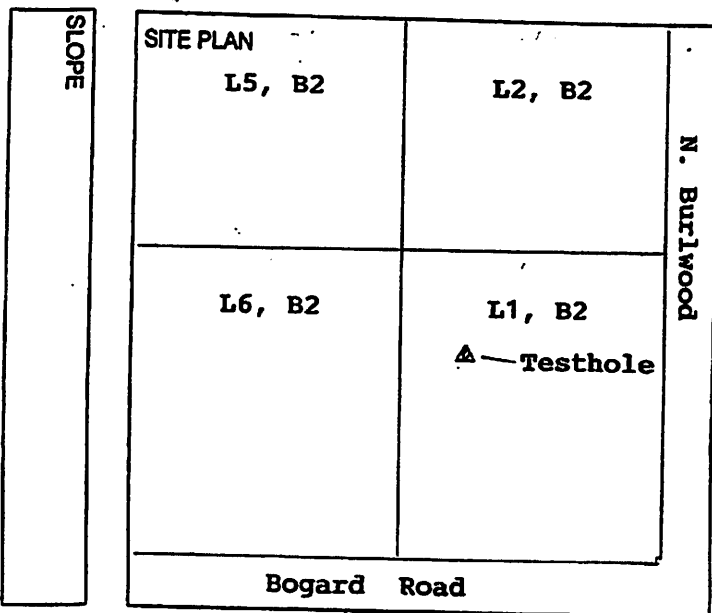 SLOPE
SITE PLAN
L5, B2
L2, B2
N. Burlwood
L6, B2
L1, B2
Testhole
Bogard Road